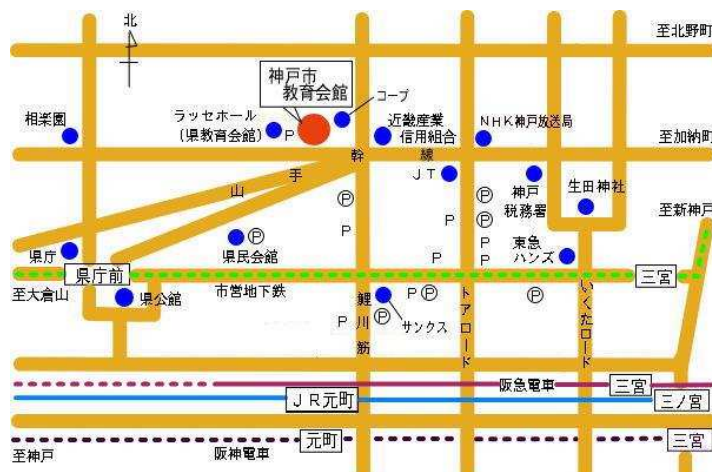 北
至北野町
神戸市
教育会館
コープ
相楽園
ラッセホール
(県教育会館)
P
近畿産業
信用組合
NHK神戸放送局
至加納町
山手幹線
JT
神戸
税務署
生田神社
至新神戸
P
P
P
P
P
P
P
P
県庁
県民会館
P
東急
ハンズ
県庁前
三宮
至大倉山
県公館
市営地下鉄
鯉川筋
P
P
P
P
サンクス
P
トアロード
いくたロード
阪急電車
三宮
JR元町
三ノ宮
元町
三宮
至神戸
阪神電車